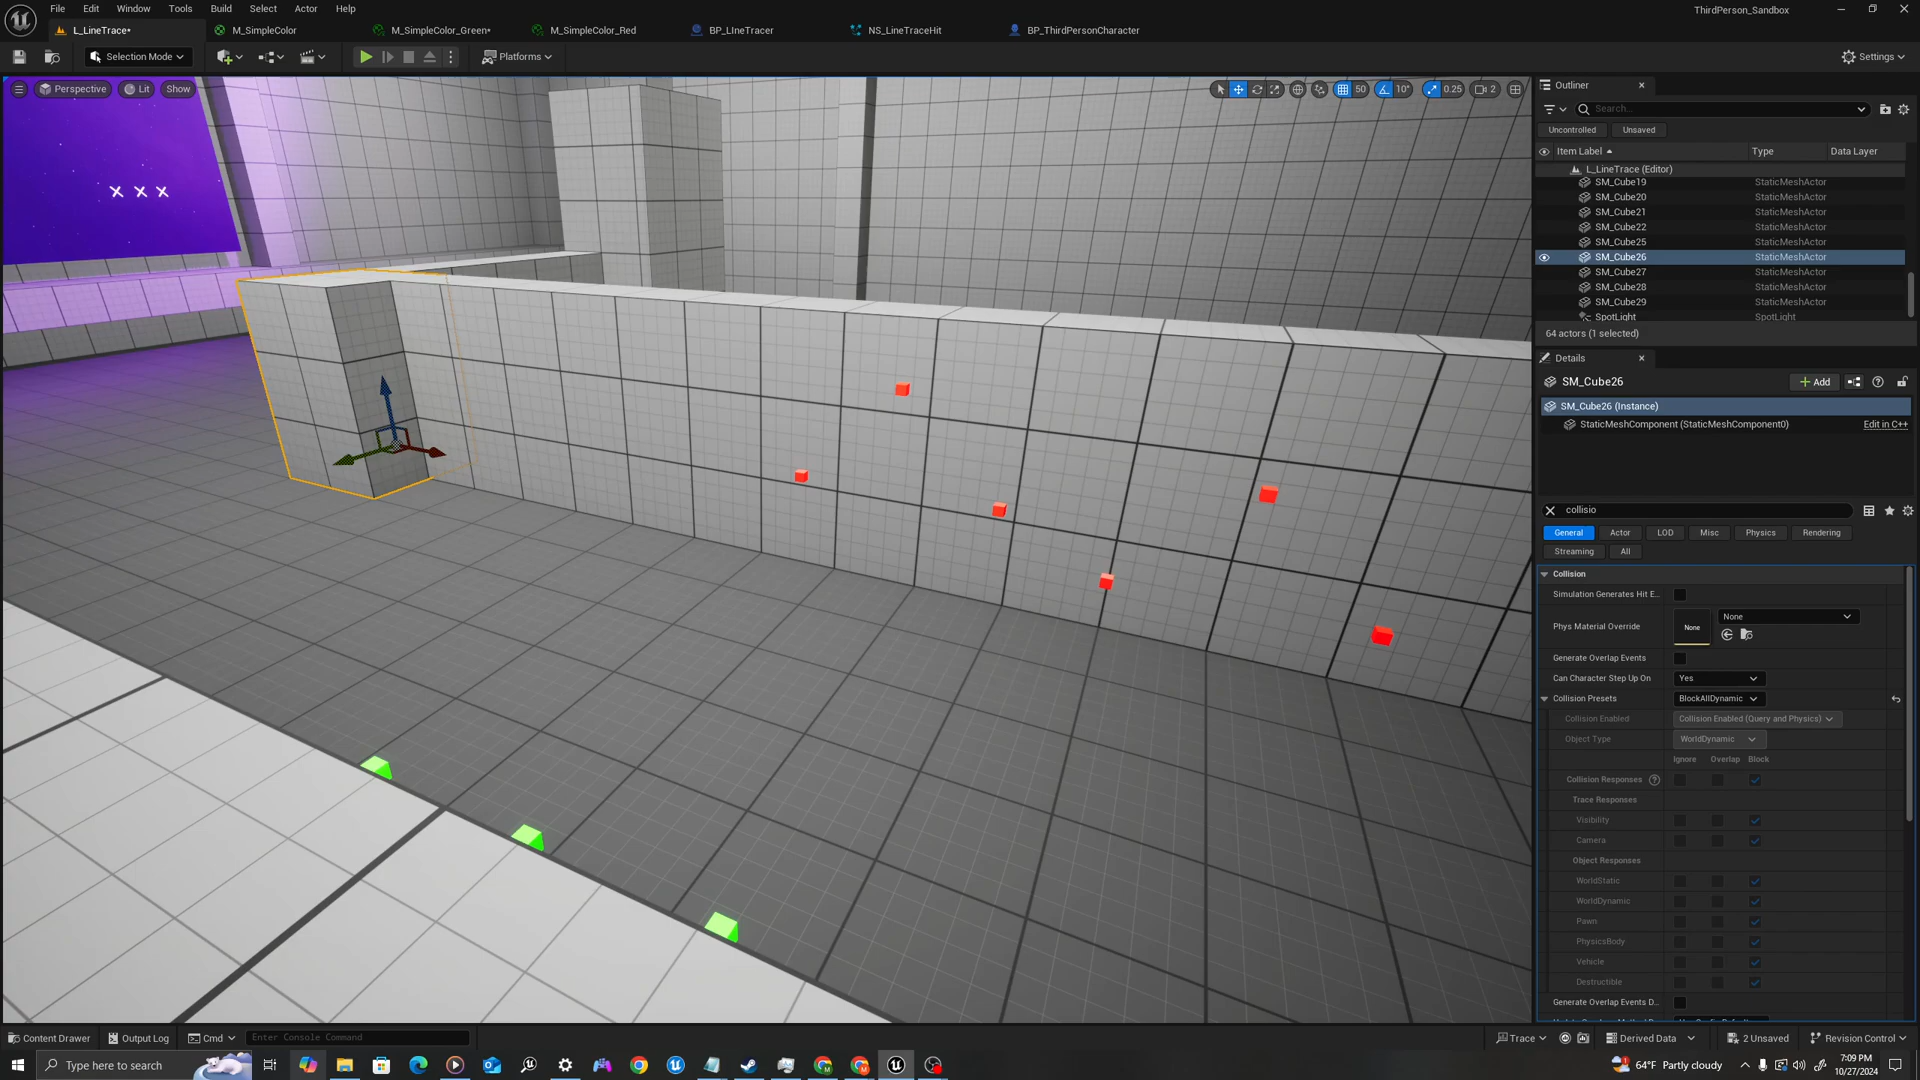 File Edit Window Tools Build Select Actor Help
ThirdPerson_Sandbox
L_LineTrace*
M_SimpleColor
M_SimpleColor_Green*
M_SimpleColor_Red
BP_LIneTracer
NS_LineTraceHit
BP_ThirdPersonCharacter
Selection Mode
Platforms
Settings
Perspective Lit Show
50 10° 0.25 2
Outliner
Search...
Uncontrolled Unsaved
Item Label Type Data Layer
L_LineTrace (Editor)
SM_Cube19 StaticMeshActor
SM_Cube20 StaticMeshActor
SM_Cube21 StaticMeshActor
SM_Cube22 StaticMeshActor
SM_Cube25 StaticMeshActor
SM_Cube26 StaticMeshActor
SM_Cube27 StaticMeshActor
SM_Cube28 StaticMeshActor
SM_Cube29 StaticMeshActor
SpotLight SpotLight
64 actors (1 selected)
Details
SM_Cube26
Add
SM_Cube26 (Instance)
StaticMeshComponent (StaticMeshComponent0) Edit in C++
collisio
General Actor LOD Misc Physics Rendering
Streaming All
Collision
Simulation Generates Hit E...
Phys Material Override None None
Generate Overlap Events
Can Character Step Up On Yes
Collision Presets BlockAllDynamic
Collision Enabled Collision Enabled (Query and Physics)
Object Type WorldDynamic
Ignore Overlap Block
Collision Responses
Trace Responses
Visibility
Camera
Object Responses
WorldStatic
WorldDynamic
Pawn
PhysicsBody
Vehicle
Destructible
Generate Overlap Events D...
Content Drawer Output Log Cmd Enter Console Command
Trace Derived Data 2 Unsaved Revision Control
Type here to search
64°F Partly cloudy
7:09 PM
10/27/2024